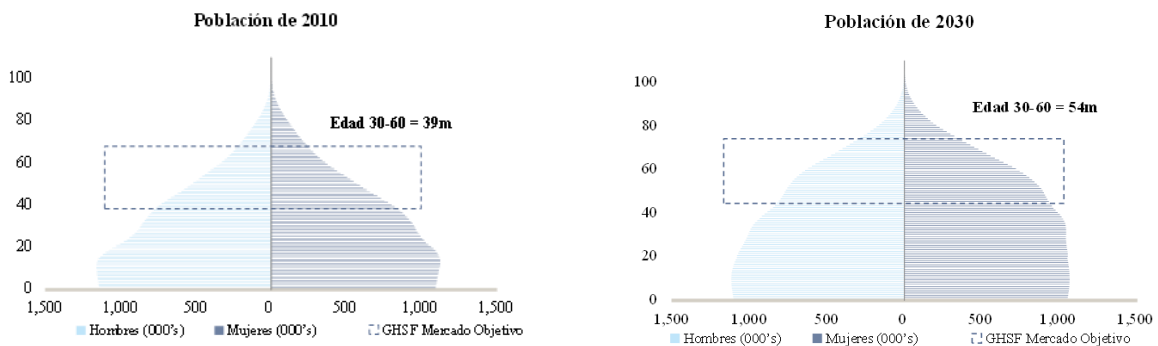 Población de 2010
100
80
60
40
20
0
Edad 30-60 = 39m
1,500 1,000 500 0 500 1,000 1,500
Hombres (000's) Mujeres (000's) GHSF Mercado Objetivo
Población de 2030
100
80
60
40
20
0
Edad 30-60 = 54m
1,500 1,000 500 0 500 1,000 1,500
Hombres (000's) Mujeres (000's) GHSF Mercado Objetivo